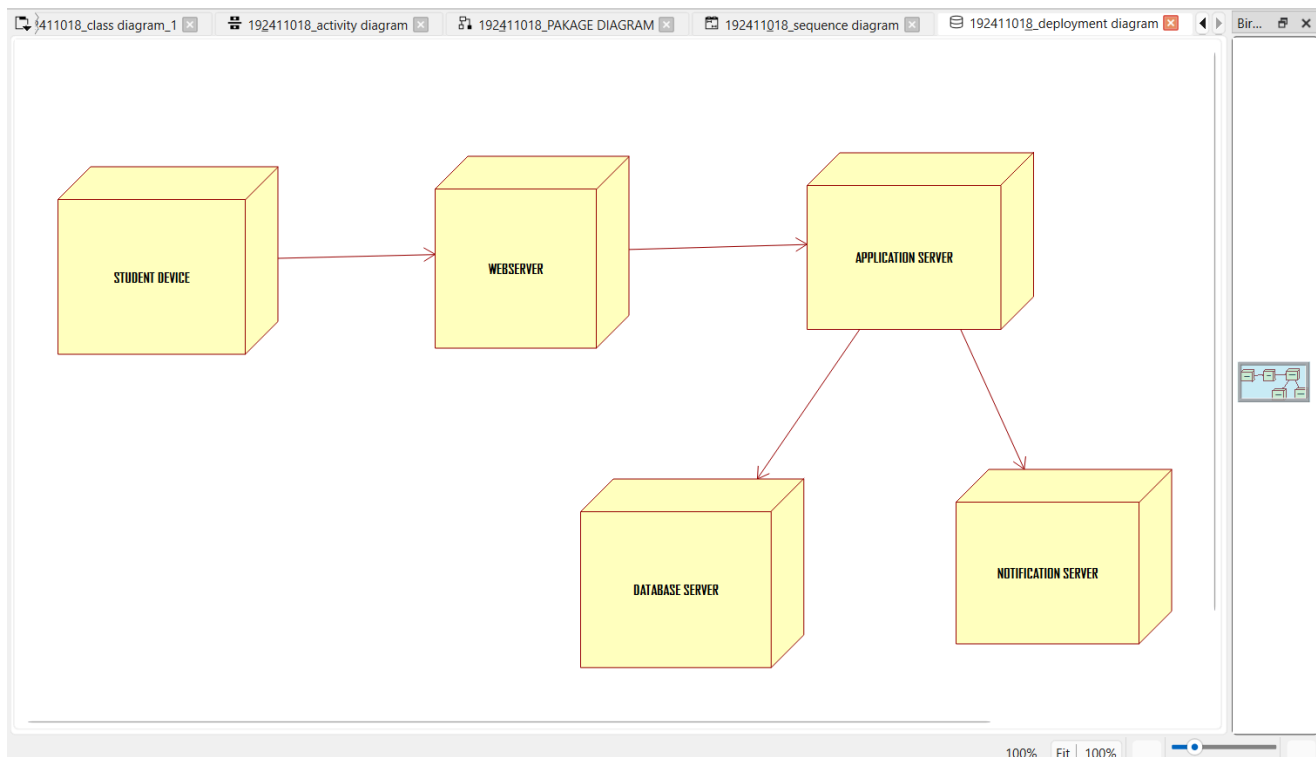 411018_class diagram_1
192411018_activity diagram
192411018_PAKAGE DIAGRAM
192411018_sequence diagram
192411018_deployment diagram
Bir...
STUDENT DEVICE
WEBSERVER
APPLICATION SERVER
DATABASE SERVER
NOTIFICATION SERVER
100% Fit 100%